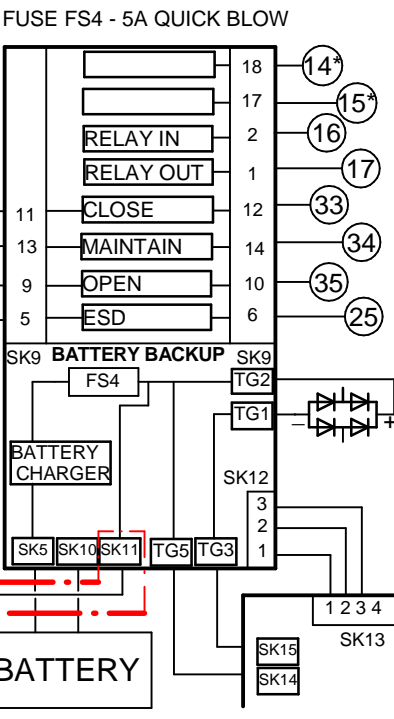 FUSE FS4 - 5A QUICK BLOW
18 14*
17 15*
RELAY IN 2 16
RELAY OUT 1 17
11 CLOSE 12 33
13 MAINTAIN 14 34
9 OPEN 10 35
5 ESD 6 25
SK9 BATTERY BACKUP SK9
FS4 TG2
TG1
− +
BATTERY
CHARGER
SK12
3
2
1
SK5 SK10 SK11 TG5 TG3
1 2 3 4
SK13
SK15
SK14
BATTERY